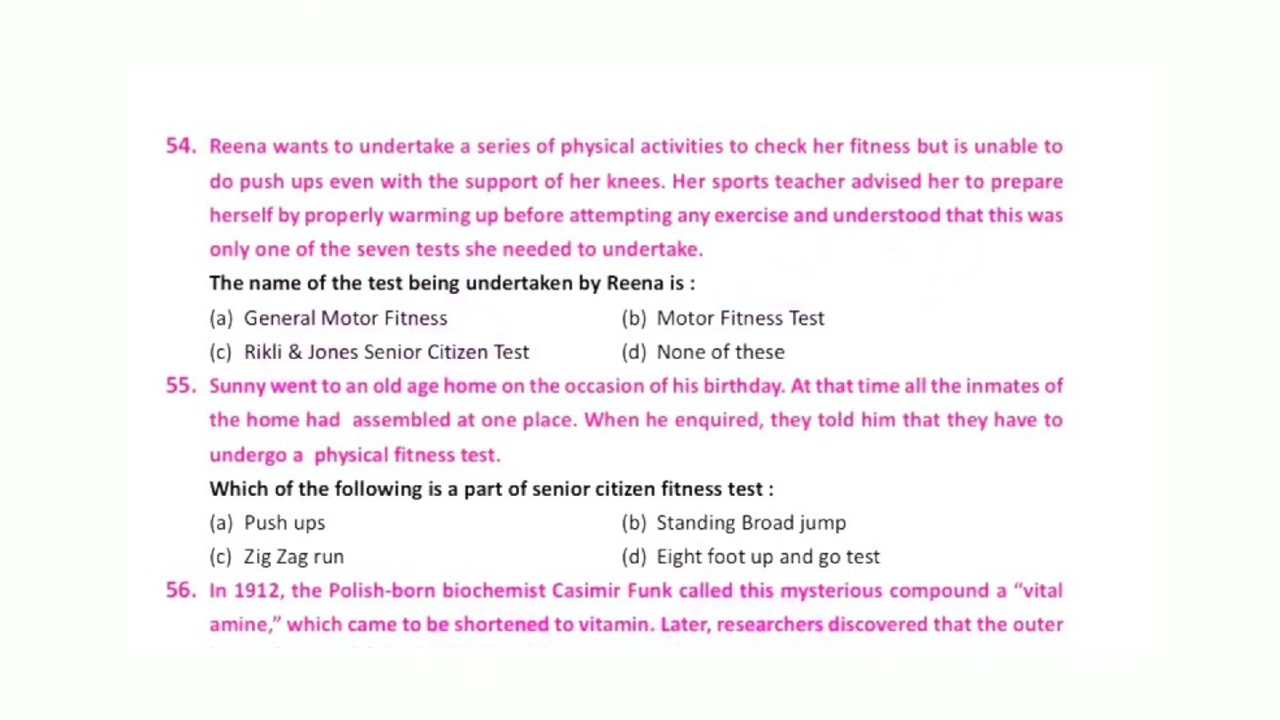 54. Reena wants to undertake a series of physical activities to check her fitness but is unable to
do push ups even with the support of her knees. Her sports teacher advised her to prepare
herself by properly warming up before attempting any exercise and understood that this was
only one of the seven tests she needed to undertake.
The name of the test being undertaken by Reena is :
(a) General Motor Fitness (b) Motor Fitness Test
(c) Rikli & Jones Senior Citizen Test (d) None of these
55. Sunny went to an old age home on the occasion of his birthday. At that time all the inmates of
the home had assembled at one place. When he enquired, they told him that they have to
undergo a physical fitness test.
Which of the following is a part of senior citizen fitness test :
(a) Push ups (b) Standing Broad jump
(c) Zig Zag run (d) Eight foot up and go test
56. In 1912, the Polish-born biochemist Casimir Funk called this mysterious compound a “vital
amine,” which came to be shortened to vitamin. Later, researchers discovered that the outer